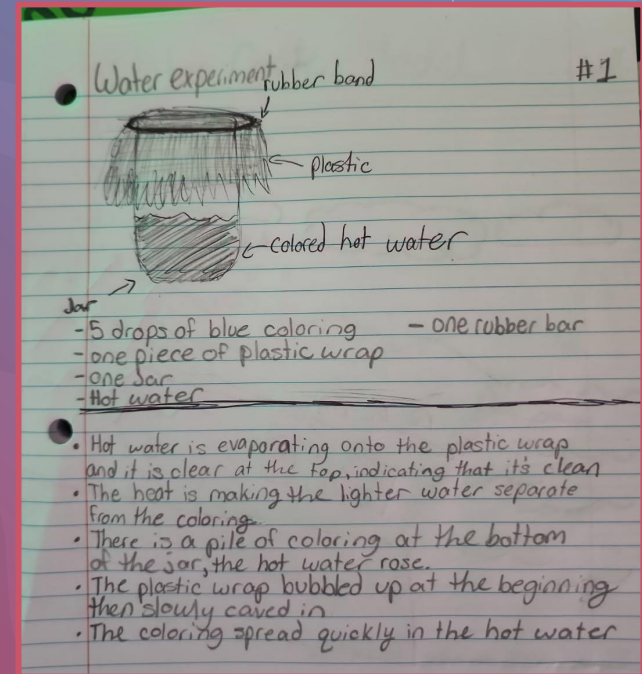 Water experiment
#1
rubber band
plastic
colored hot water
Jar
-5 drops of blue coloring - one rubber bar
-one piece of plastic wrap
-one Jar
-Hot water
• Hot water is evaporating onto the plastic wrap
and it is clear at the top, indicating that it's clean
• The heat is making the lighter water separate
from the coloring.
• There is a pile of coloring at the bottom
of the jar, the hot water rose.
• The plastic wrap bubbled up at the beginning
then slowly caved in
• The coloring spread quickly in the hot water